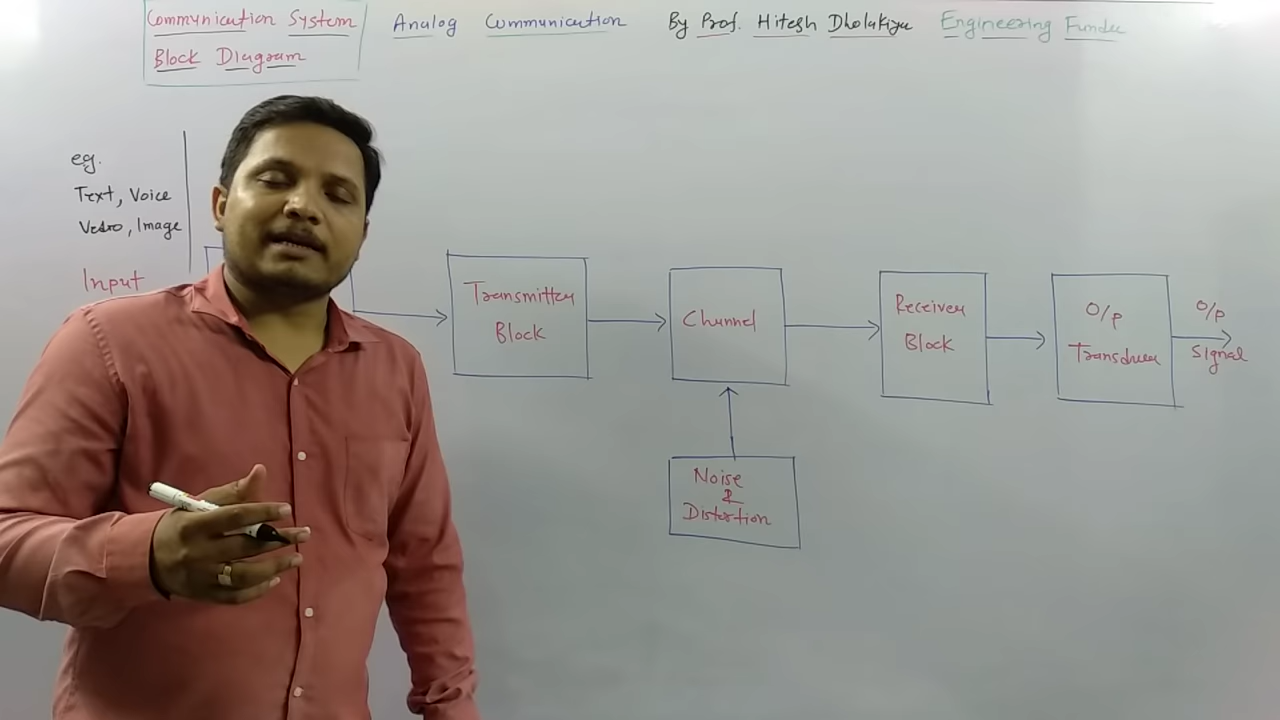 Communication System
Block Diagram
Analog Communication
By Prof. Hitesh Dholakiya
Engineering Funda
eg.
Text, Voice
Video, Image
Input
Transmitter
Block
Channel
Receiver
Block
O/p
Transducer
O/p
Signal
Noise
&
Distortion